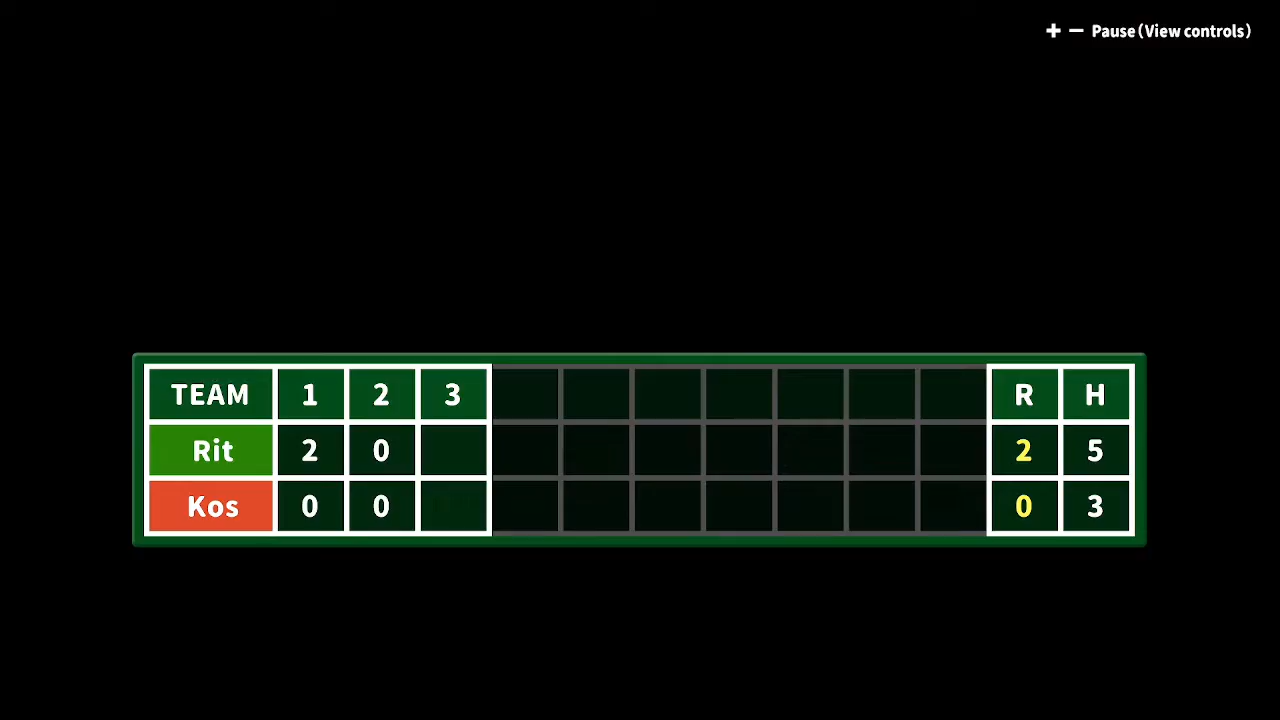 + − Pause(View controls)
TEAM 1 2 3 R H
Rit 2 0 2 5
Kos 0 0 0 3